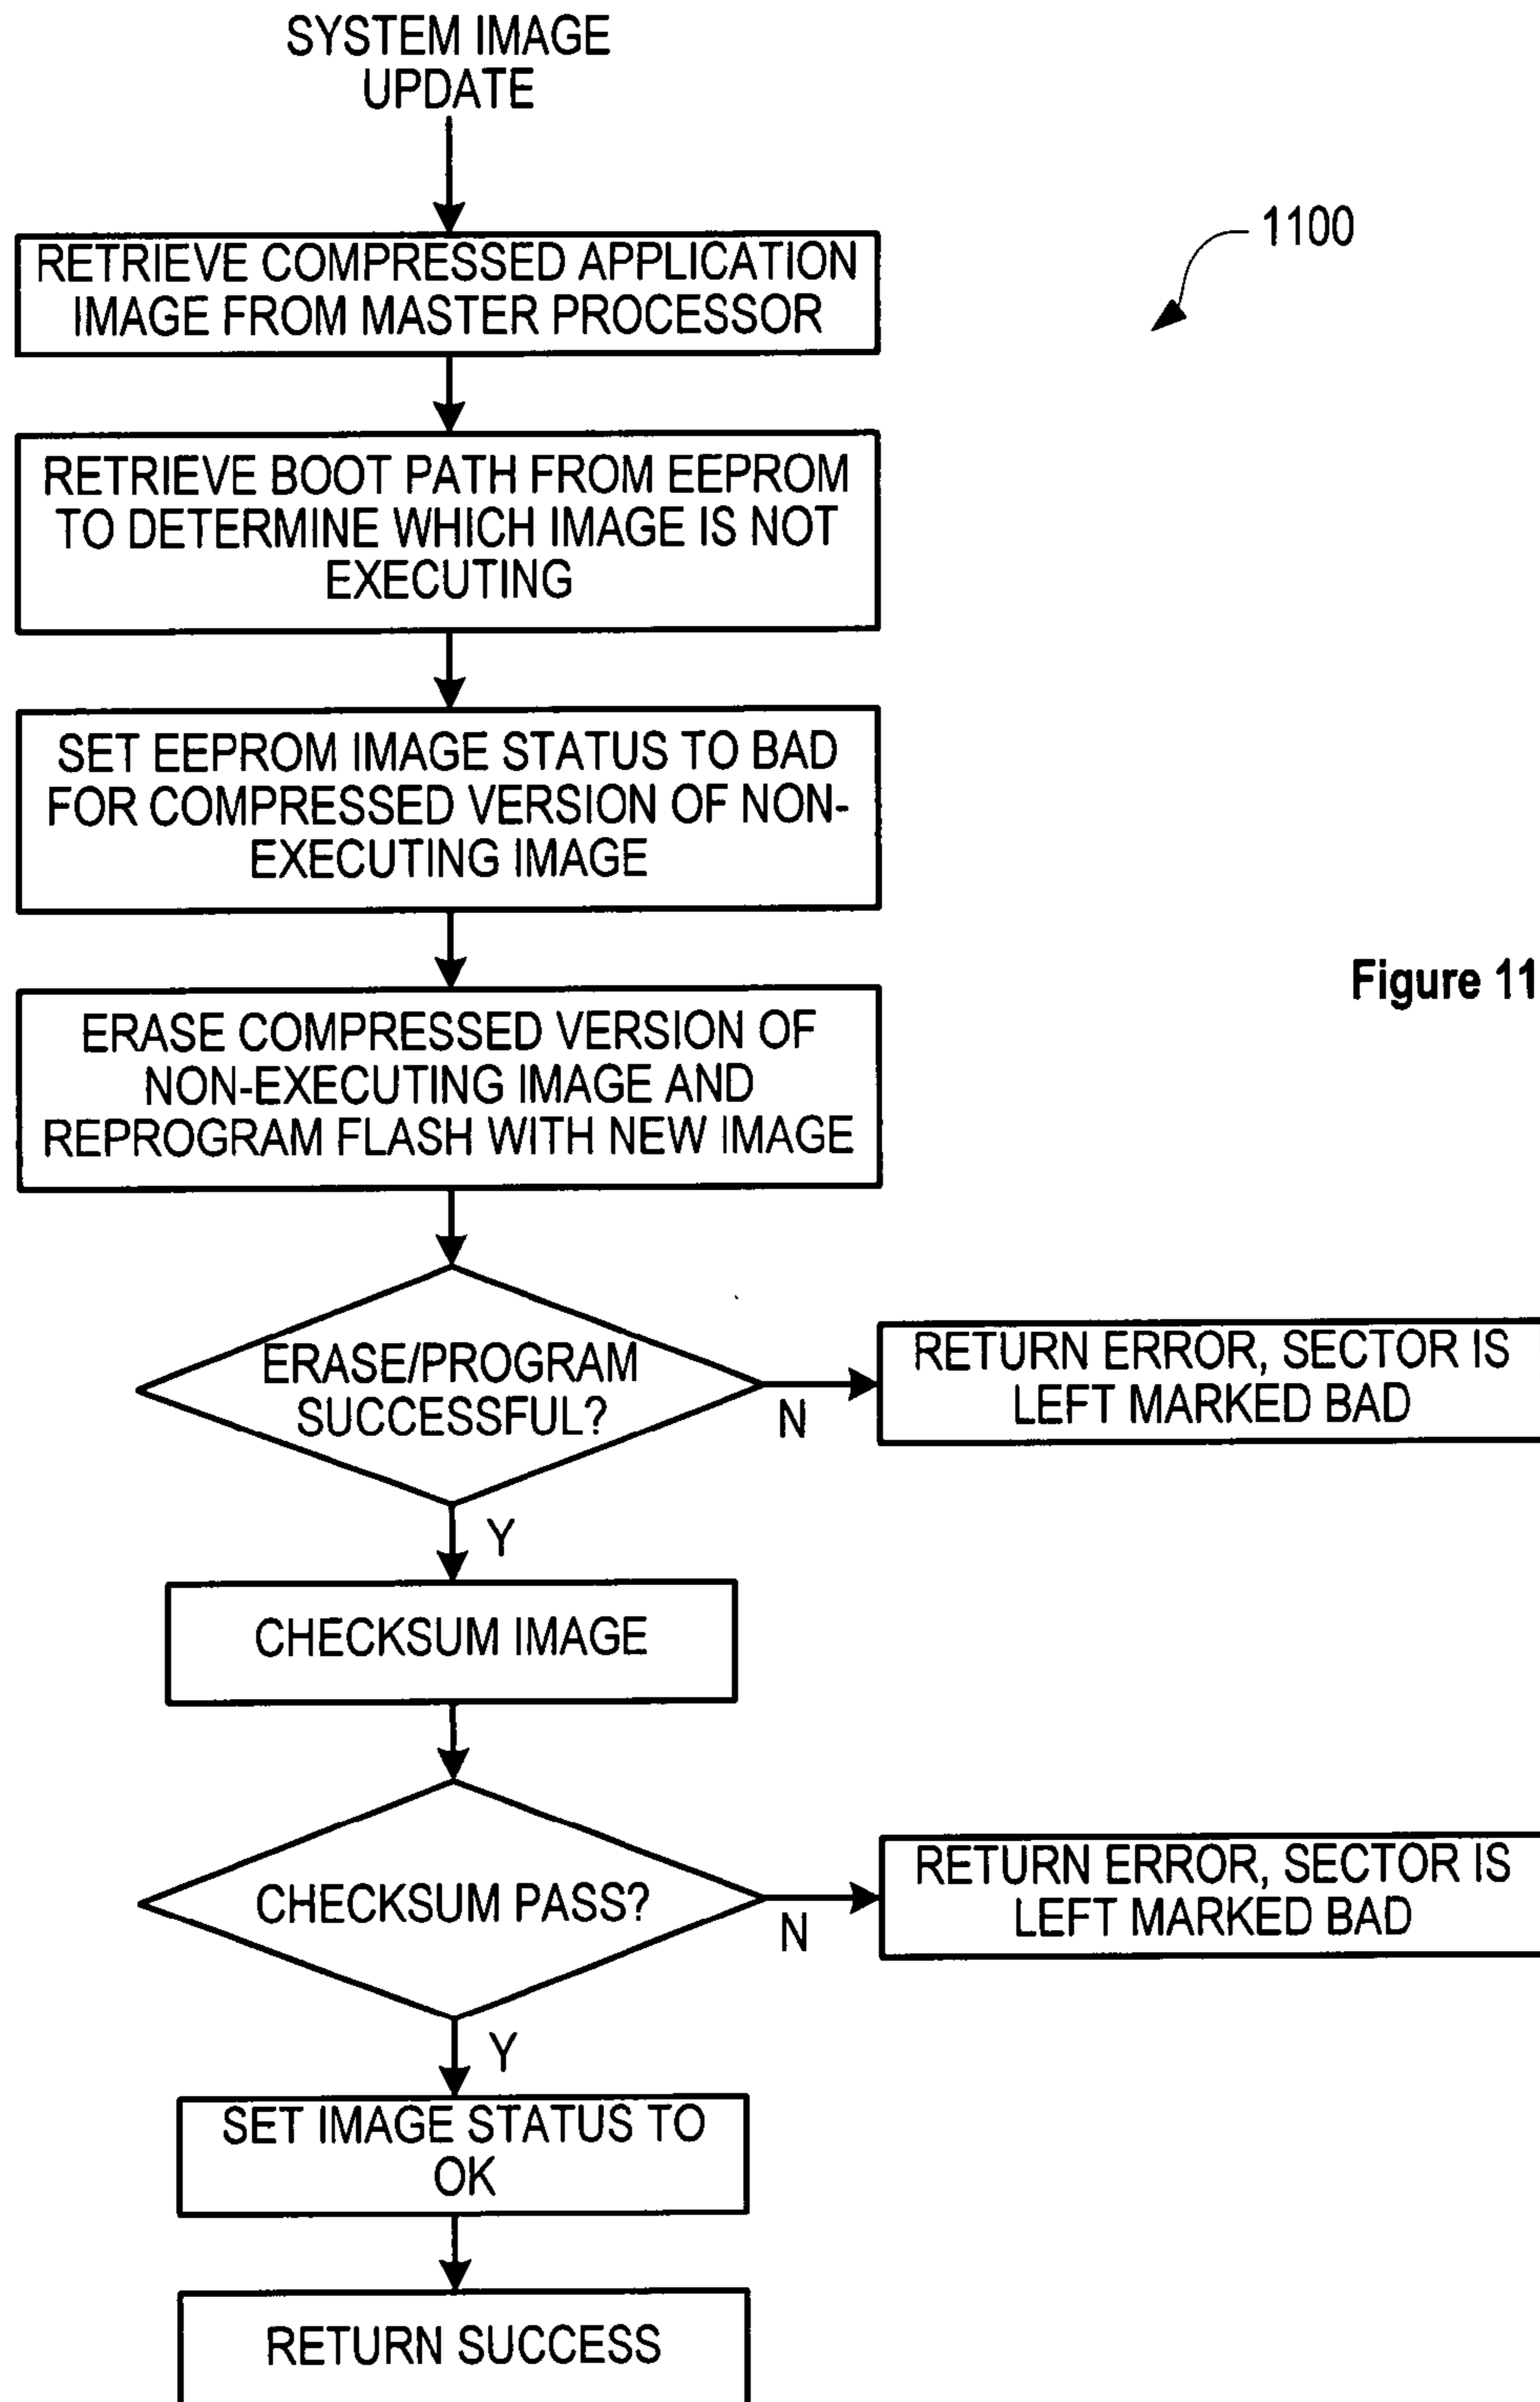 SYSTEM IMAGE
UPDATE
1100
RETRIEVE COMPRESSED APPLICATION
IMAGE FROM MASTER PROCESSOR
RETRIEVE BOOT PATH FROM EEPROM
TO DETERMINE WHICH IMAGE IS NOT
EXECUTING
SET EEPROM IMAGE STATUS TO BAD
FOR COMPRESSED VERSION OF NON-
EXECUTING IMAGE
Figure 11
ERASE COMPRESSED VERSION OF
NON-EXECUTING IMAGE AND
REPROGRAM FLASH WITH NEW IMAGE
ERASE/PROGRAM
SUCCESSFUL?
N
RETURN ERROR, SECTOR IS
LEFT MARKED BAD
Y
CHECKSUM IMAGE
CHECKSUM PASS?
N
RETURN ERROR, SECTOR IS
LEFT MARKED BAD
Y
SET IMAGE STATUS TO
OK
RETURN SUCCESS